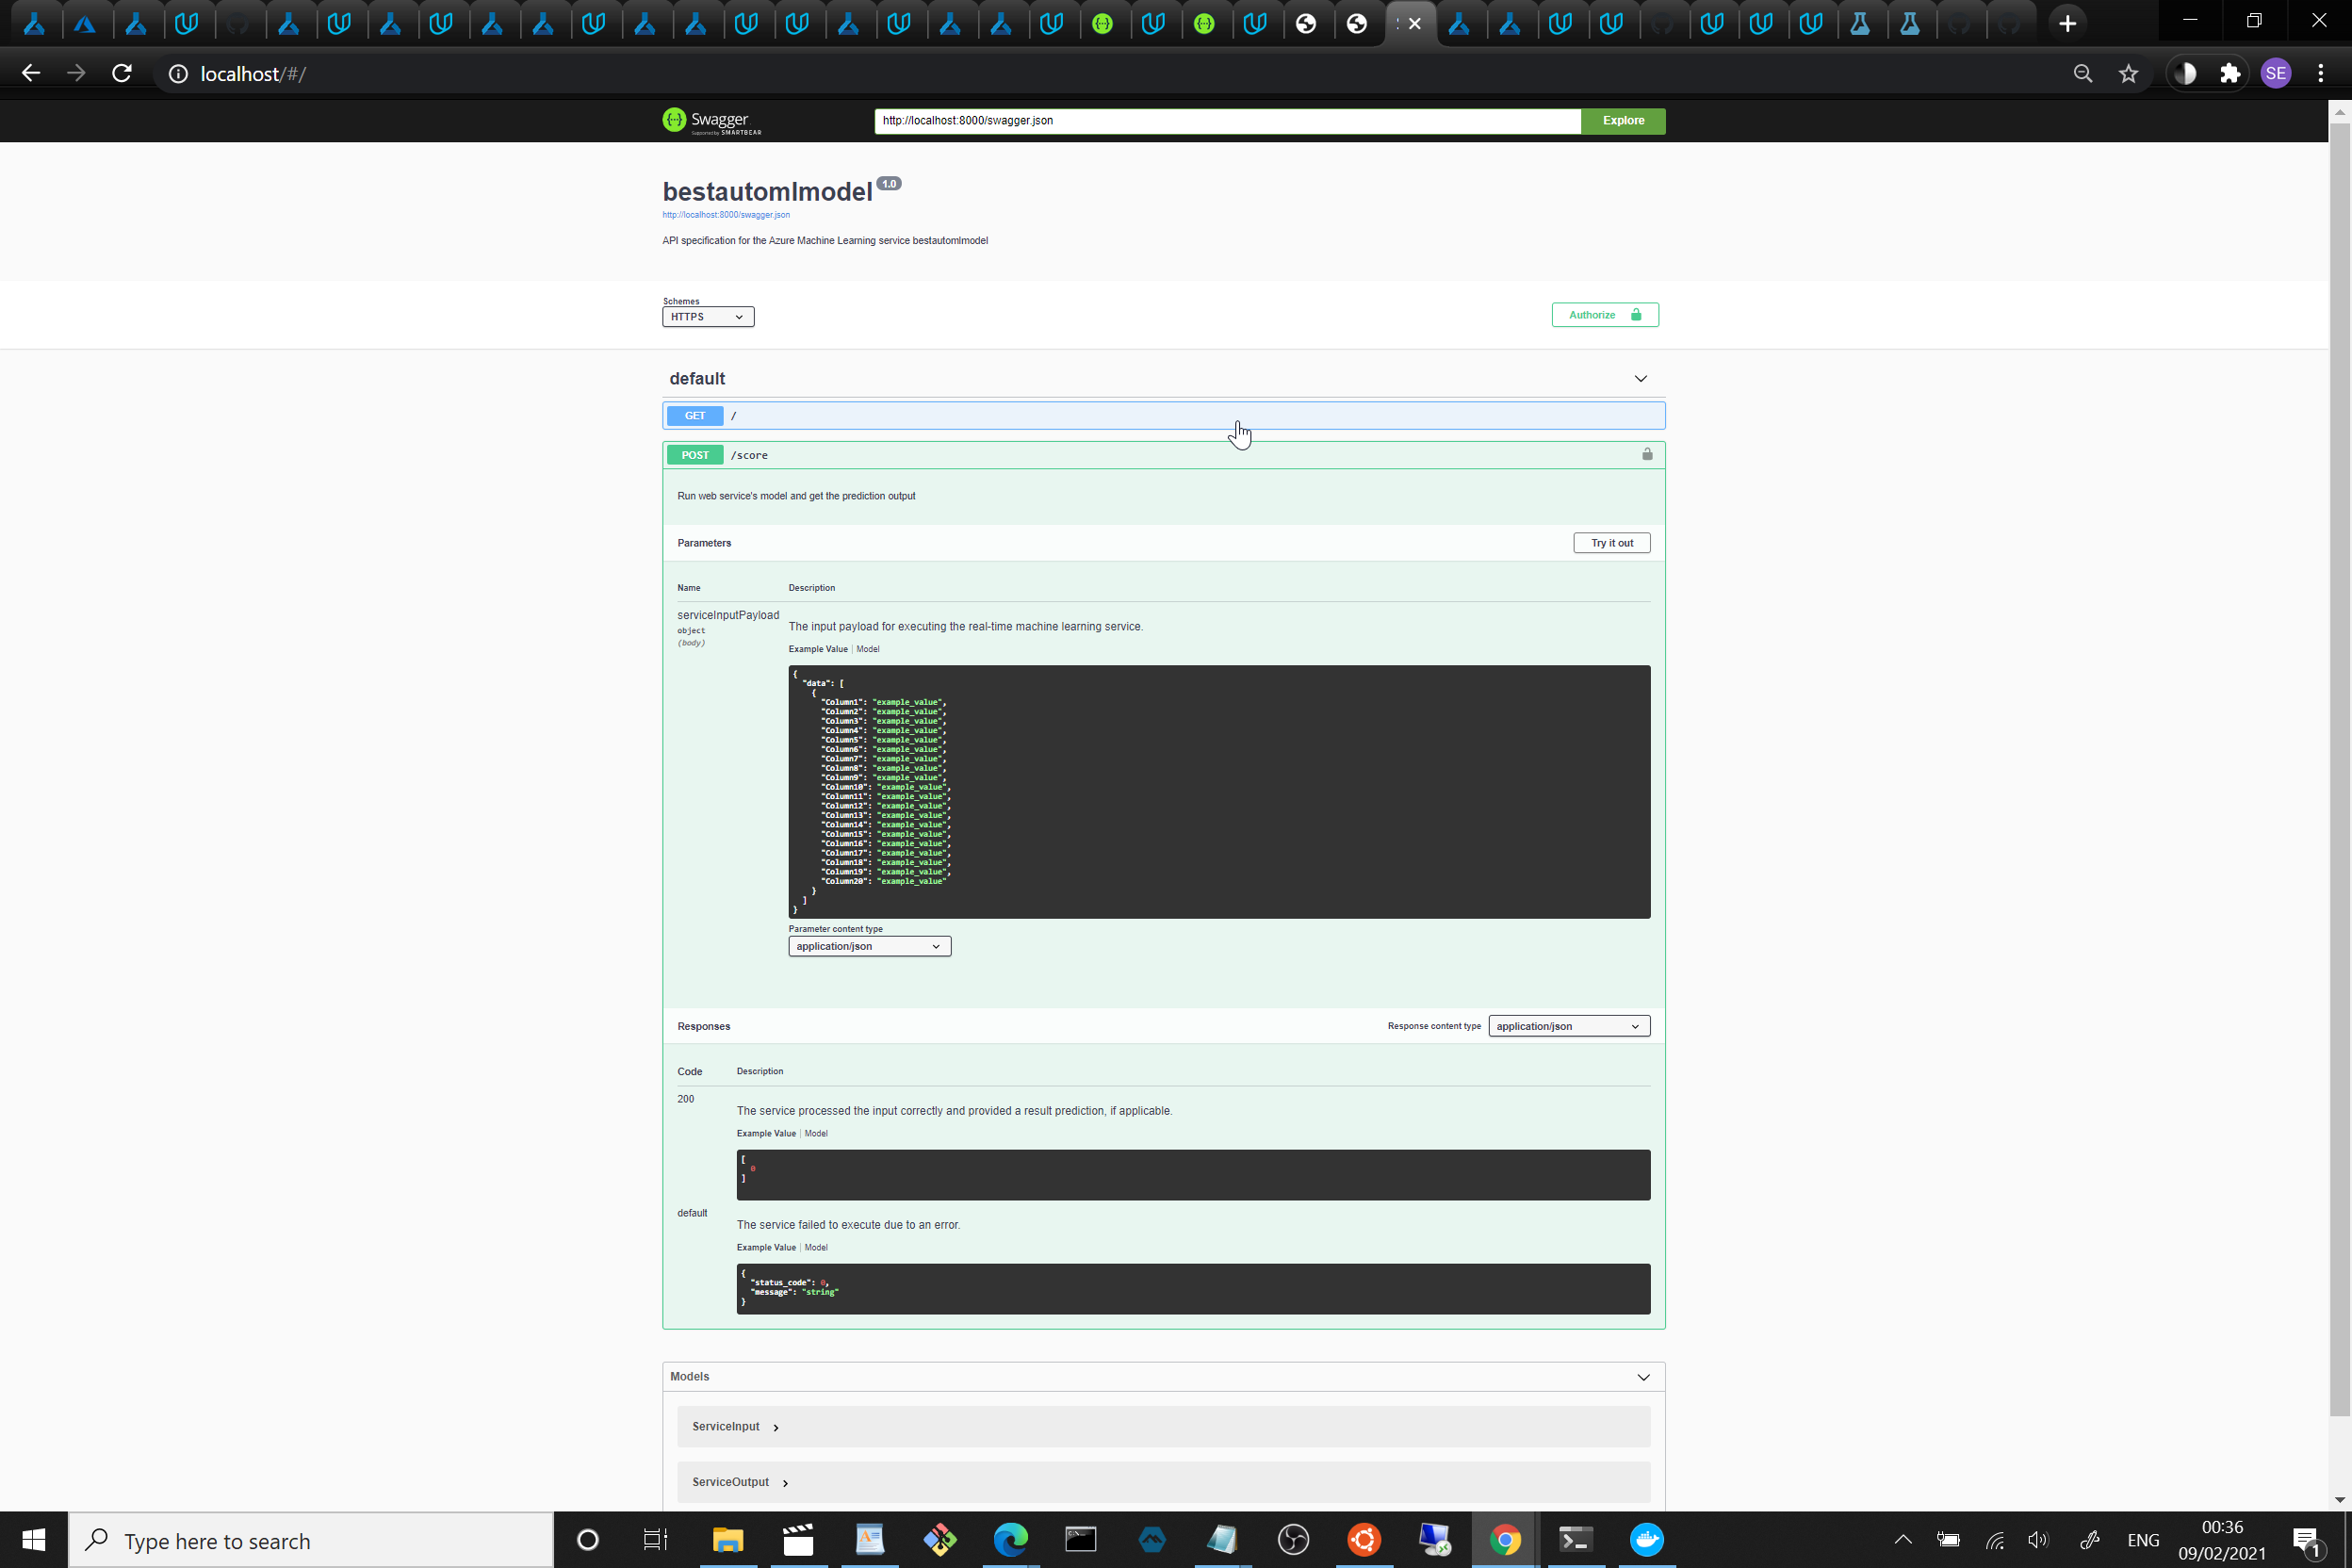 localhost/#/
SE
Swagger
Supported by SMARTBEAR
http://localhost:8000/swagger.json
Explore
bestautomlmodel 1.0
http://localhost:8000/swagger.json
API specification for the Azure Machine Learning service bestautomlmodel
Schemes
HTTPS
Authorize
default
GET /
POST /score
Run web service's model and get the prediction output
Parameters
Try it out
Name Description
serviceInputPayload
object
(body)
The input payload for executing the real-time machine learning service.
Example Value | Model
{
"data": [
{
"Column1": "example_value",
"Column2": "example_value",
"Column3": "example_value",
"Column4": "example_value",
"Column5": "example_value",
"Column6": "example_value",
"Column7": "example_value",
"Column8": "example_value",
"Column9": "example_value",
"Column10": "example_value",
"Column11": "example_value",
"Column12": "example_value",
"Column13": "example_value",
"Column14": "example_value",
"Column15": "example_value",
"Column16": "example_value",
"Column17": "example_value",
"Column18": "example_value",
"Column19": "example_value",
"Column20": "example_value"
}
]
}
Parameter content type
application/json
Responses
Response content type application/json
Code Description
200
The service processed the input correctly and provided a result prediction, if applicable.
Example Value | Model
[
0
]
default
The service failed to execute due to an error.
Example Value | Model
{
"status_code": 0,
"message": "string"
}
Models
ServiceInput
ServiceOutput
Type here to search
ENG
00:36
09/02/2021
1